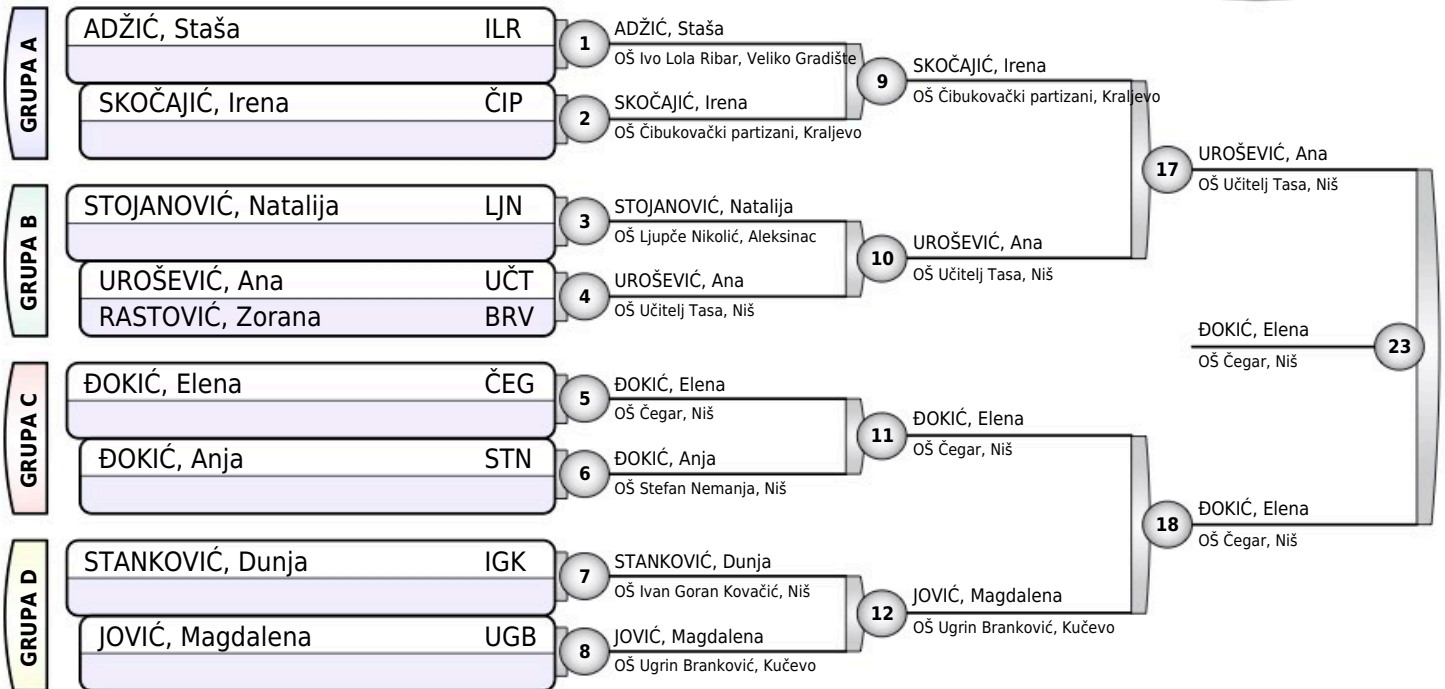 GRUPA A
ADŽIĆ, Staša ILR
SKOČAJIĆ, Irena ČIP
1
ADŽIĆ, Staša
OŠ Ivo Lola Ribar, Veliko Gradište
2
SKOČAJIĆ, Irena
OŠ Čibukovački partizani, Kraljevo
9
SKOČAJIĆ, Irena
OŠ Čibukovački partizani, Kraljevo
GRUPA B
STOJANOVIĆ, Natalija LJN
UROŠEVIĆ, Ana UČT
RASTOVIĆ, Zorana BRV
3
STOJANOVIĆ, Natalija
OŠ Ljupče Nikolić, Aleksinac
4
UROŠEVIĆ, Ana
OŠ Učitelj Tasa, Niš
10
UROŠEVIĆ, Ana
OŠ Učitelj Tasa, Niš
17
UROŠEVIĆ, Ana
OŠ Učitelj Tasa, Niš
GRUPA C
ĐOKIĆ, Elena ČEG
ĐOKIĆ, Anja STN
5
ĐOKIĆ, Elena
OŠ Čegar, Niš
6
ĐOKIĆ, Anja
OŠ Stefan Nemanja, Niš
11
ĐOKIĆ, Elena
OŠ Čegar, Niš
GRUPA D
STANKOVIĆ, Dunja IGK
JOVIĆ, Magdalena UGB
7
STANKOVIĆ, Dunja
OŠ Ivan Goran Kovačić, Niš
8
JOVIĆ, Magdalena
OŠ Ugrin Branković, Kučevo
12
JOVIĆ, Magdalena
OŠ Ugrin Branković, Kučevo
18
ĐOKIĆ, Elena
OŠ Čegar, Niš
ĐOKIĆ, Elena
OŠ Čegar, Niš
23